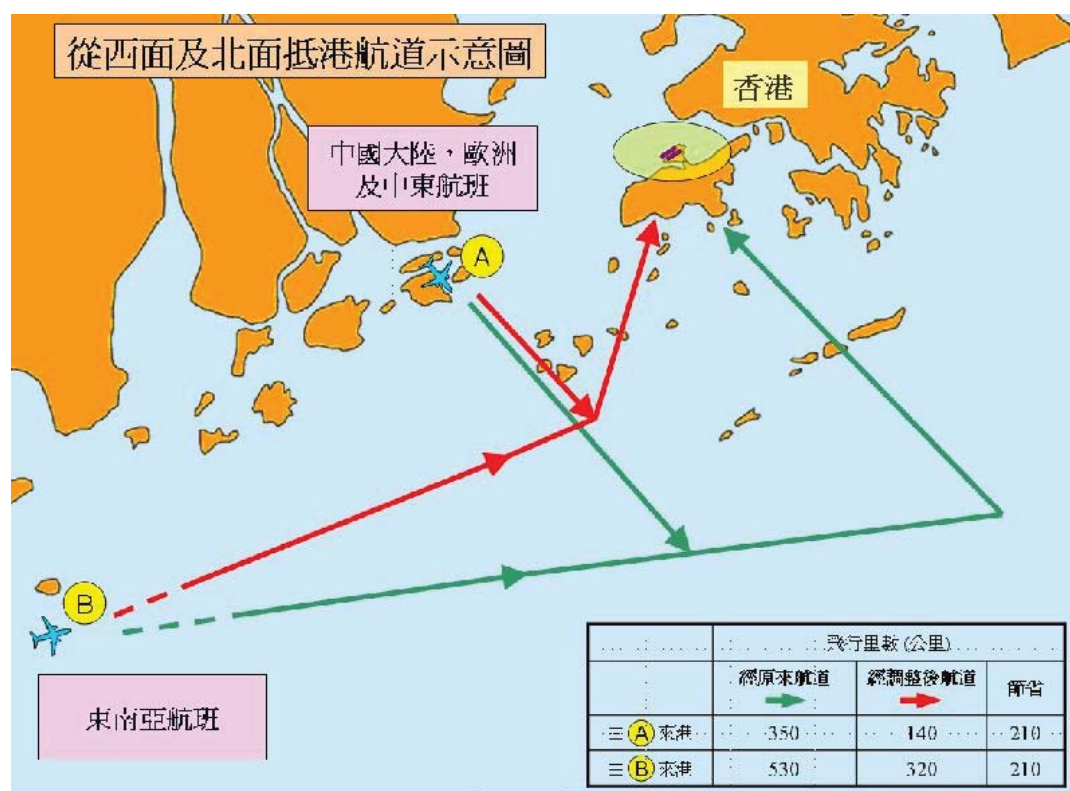 從西面及北面抵港航道示意圖
香港
中國大陸，歐洲
及中東航班
A
B
東南亞航班
飛行里數 (公里)
經原來航道
經調整後航道
節省
A 來港 350 140 210
B 來港 530 320 210